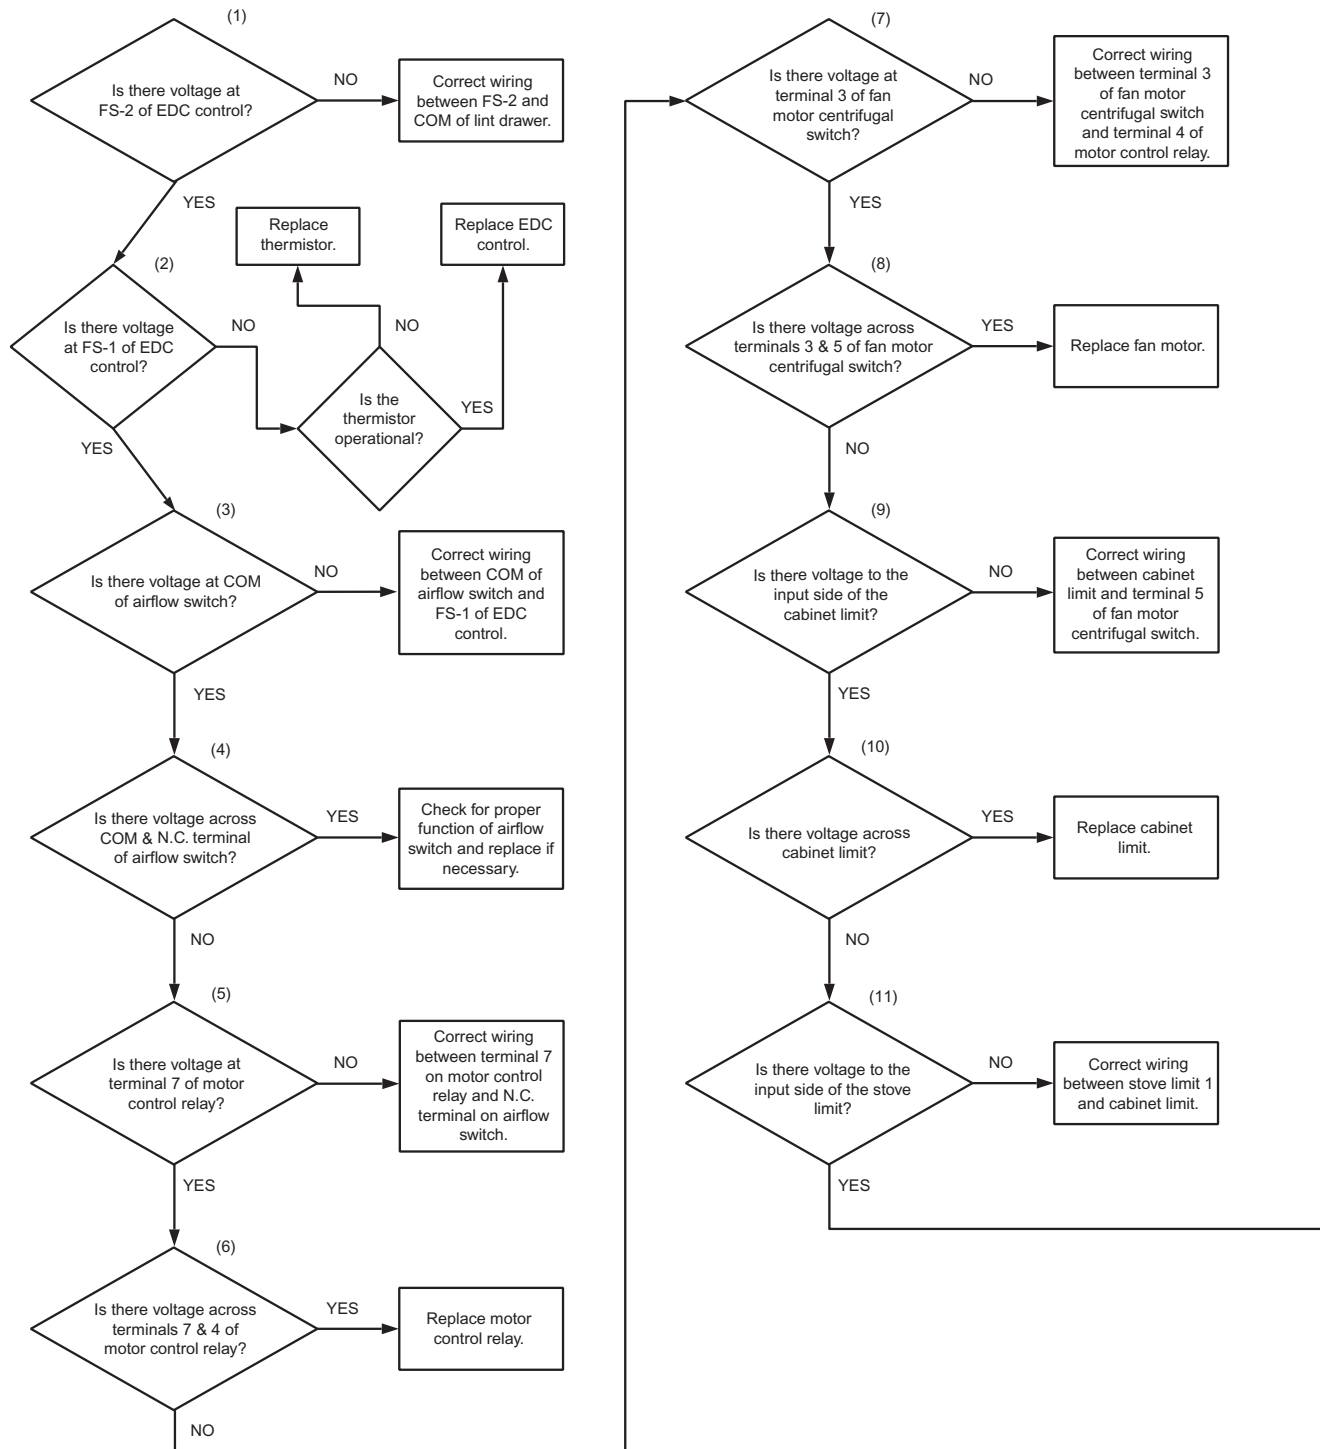 (1)
Is there voltage at
FS-2 of EDC control?
NO
Correct wiring
between FS-2 and
COM of lint drawer.
YES
(2)
Is there voltage
at FS-1 of EDC
control?
NO
Replace
thermistor.
Replace EDC
control.
NO
Is the
thermistor
operational?
YES
YES
(3)
Is there voltage at COM
of airflow switch?
NO
Correct wiring
between COM of
airflow switch and
FS-1 of EDC
control.
YES
(4)
Is there voltage across
COM & N.C. terminal
of airflow switch?
YES
Check for proper
function of airflow
switch and replace if
necessary.
NO
(5)
Is there voltage at
terminal 7 of motor
control relay?
NO
Correct wiring
between terminal 7
on motor control
relay and N.C.
terminal on airflow
switch.
YES
(6)
Is there voltage across
terminals 7 & 4 of
motor control relay?
YES
Replace motor
control relay.
NO
(7)
Is there voltage at
terminal 3 of fan
motor centrifugal
switch?
NO
Correct wiring
between terminal 3
of fan motor
centrifugal switch
and terminal 4 of
motor control relay.
YES
(8)
Is there voltage across
terminals 3 & 5 of fan motor
centrifugal switch?
YES
Replace fan motor.
NO
(9)
Is there voltage to the
input side of the
cabinet limit?
NO
Correct wiring
between cabinet
limit and terminal 5
of fan motor
centrifugal switch.
YES
(10)
Is there voltage across
cabinet limit?
YES
Replace cabinet
limit.
NO
(11)
Is there voltage to the
input side of the stove
limit?
NO
Correct wiring
between stove limit 1
and cabinet limit.
YES